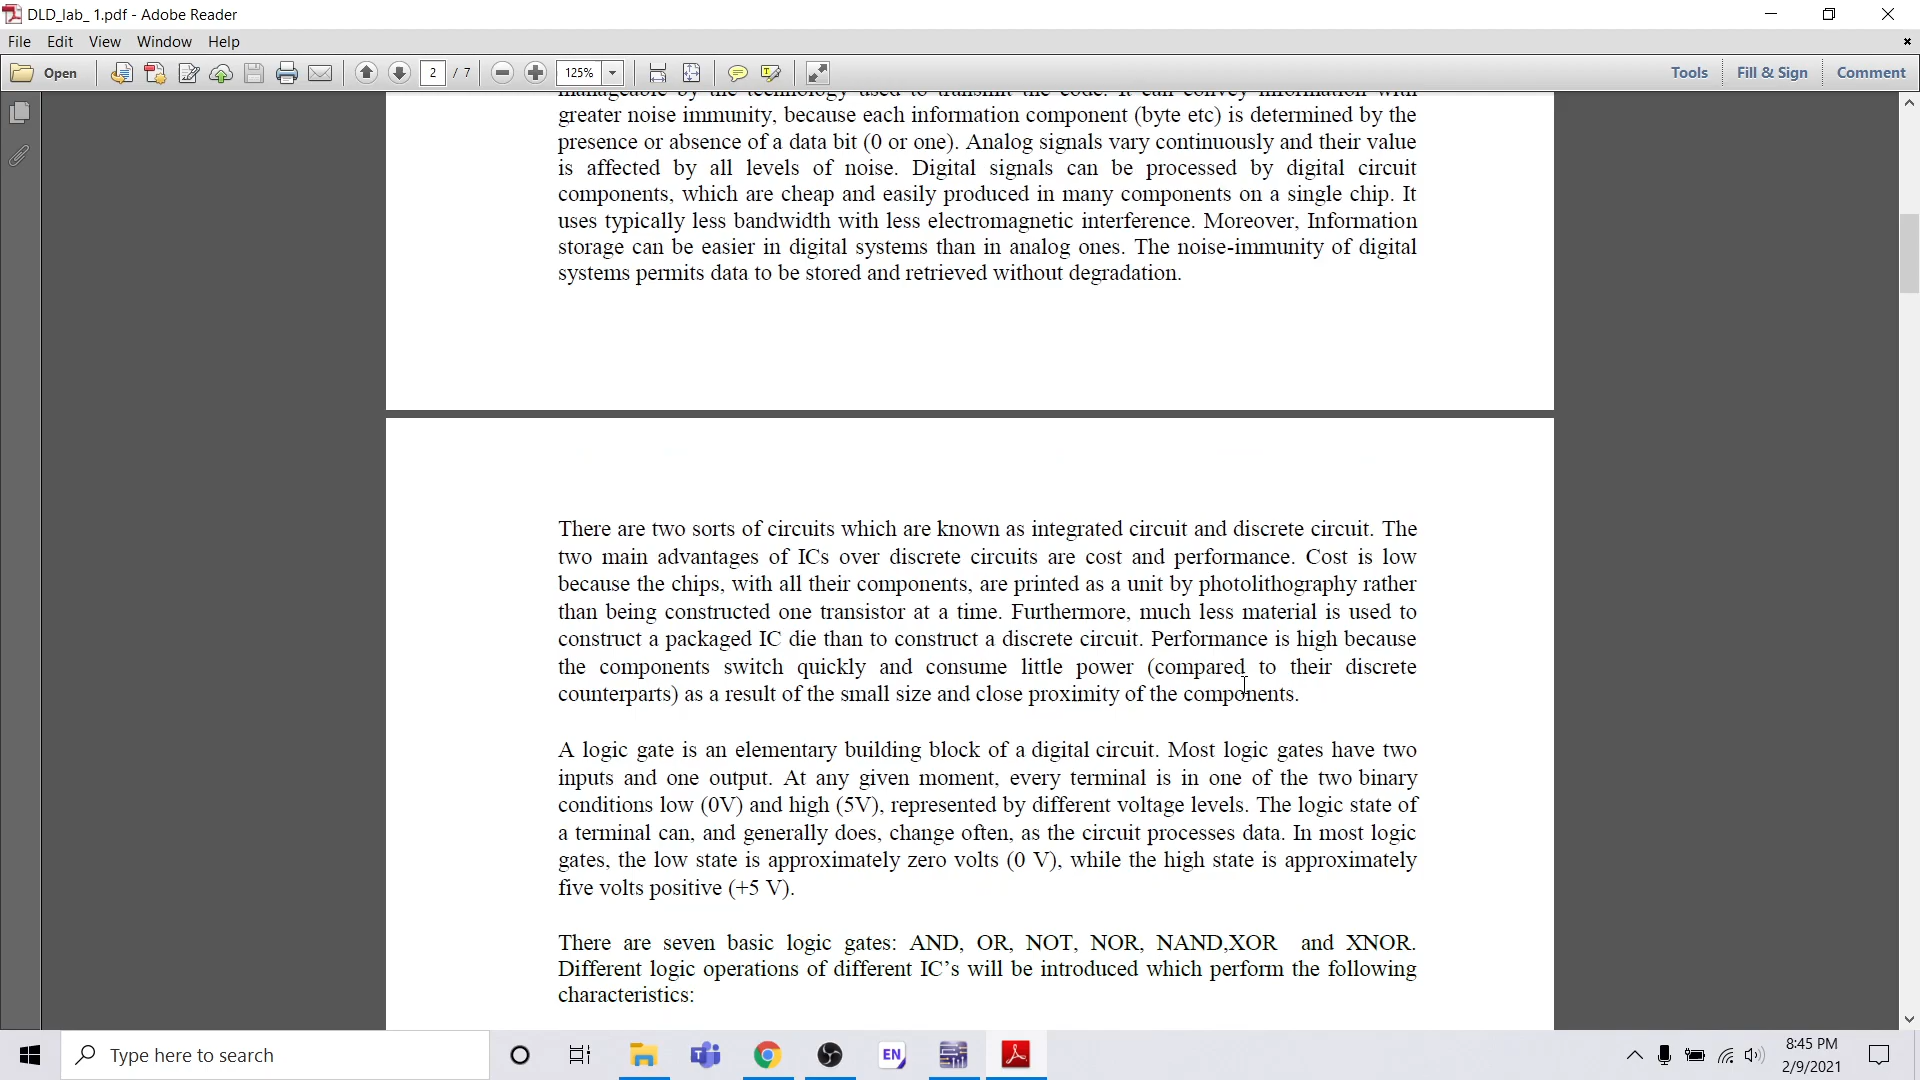 DLD_lab_ 1.pdf - Adobe Reader
File Edit View Window Help
Open 2 / 7 125% Tools Fill & Sign Comment
manageable by the technology used to transmit the code. It can convey information with
greater noise immunity, because each information component (byte etc) is determined by the
presence or absence of a data bit (0 or one). Analog signals vary continuously and their value
is affected by all levels of noise. Digital signals can be processed by digital circuit
components, which are cheap and easily produced in many components on a single chip. It
uses typically less bandwidth with less electromagnetic interference. Moreover, Information
storage can be easier in digital systems than in analog ones. The noise-immunity of digital
systems permits data to be stored and retrieved without degradation.
There are two sorts of circuits which are known as integrated circuit and discrete circuit. The
two main advantages of ICs over discrete circuits are cost and performance. Cost is low
because the chips, with all their components, are printed as a unit by photolithography rather
than being constructed one transistor at a time. Furthermore, much less material is used to
construct a packaged IC die than to construct a discrete circuit. Performance is high because
the components switch quickly and consume little power (compared to their discrete
counterparts) as a result of the small size and close proximity of the components.
A logic gate is an elementary building block of a digital circuit. Most logic gates have two
inputs and one output. At any given moment, every terminal is in one of the two binary
conditions low (0V) and high (5V), represented by different voltage levels. The logic state of
a terminal can, and generally does, change often, as the circuit processes data. In most logic
gates, the low state is approximately zero volts (0 V), while the high state is approximately
five volts positive (+5 V).
There are seven basic logic gates: AND, OR, NOT, NOR, NAND,XOR and XNOR.
Different logic operations of different IC’s will be introduced which perform the following
characteristics:
Type here to search
EN
8:45 PM
2/9/2021